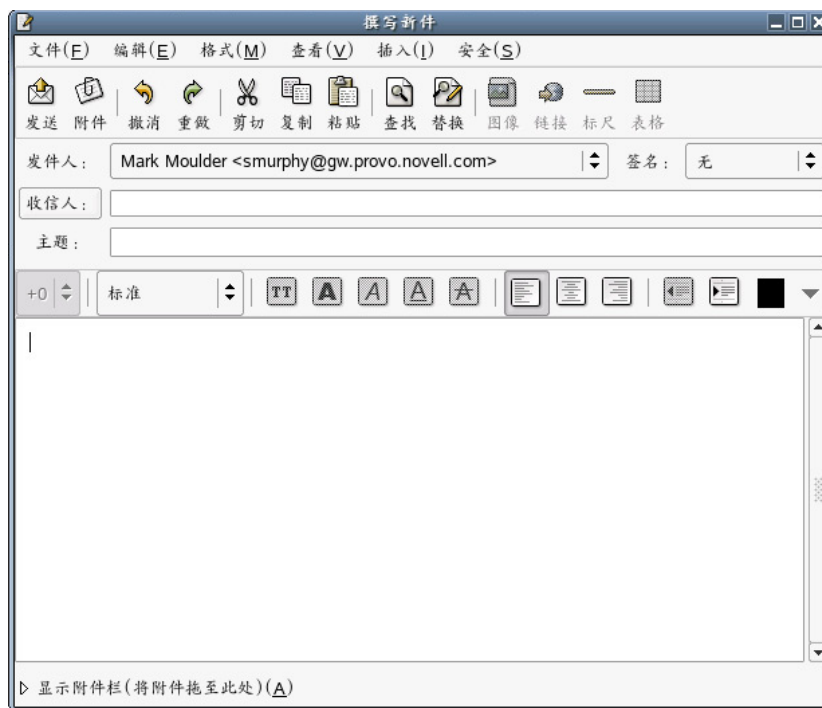 撰写新件
文件(F) 编辑(E) 格式(M) 查看(V) 插入(I) 安全(S)
发送 附件 撤消 重做 剪切 复制 粘贴 查找 替换 图像 链接 标尺 表格
发件人: Mark Moulder <smurphy@gw.provo.novell.com> 签名: 无
收信人:
主题:
+0 标准 TT A A A A
显示附件栏(将附件拖至此处)(A)